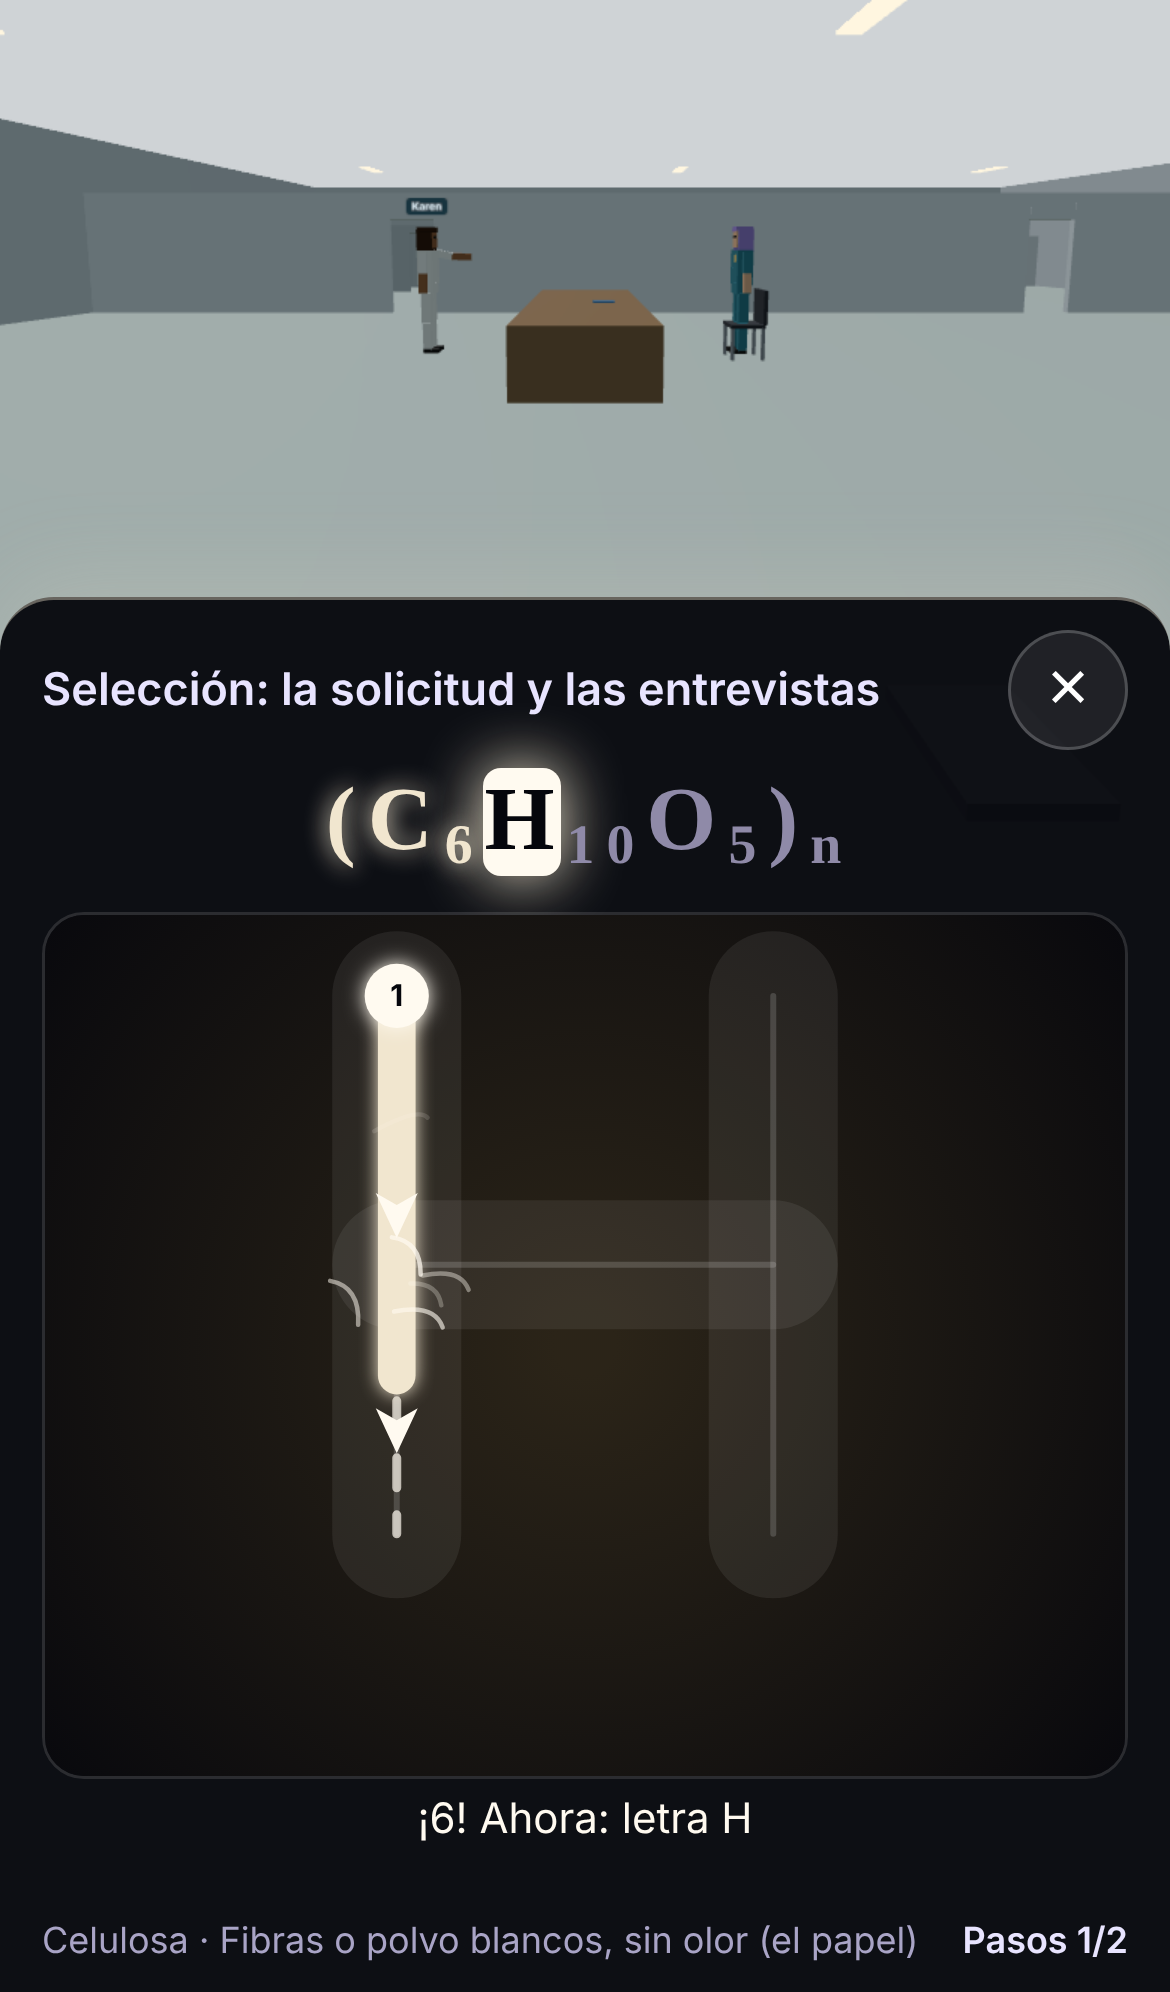 Karen
Selección: la solicitud y las entrevistas
(C6H10O5)n
1
¡6! Ahora: letra H
Celulosa · Fibras o polvo blancos, sin olor (el papel) Pasos 1/2